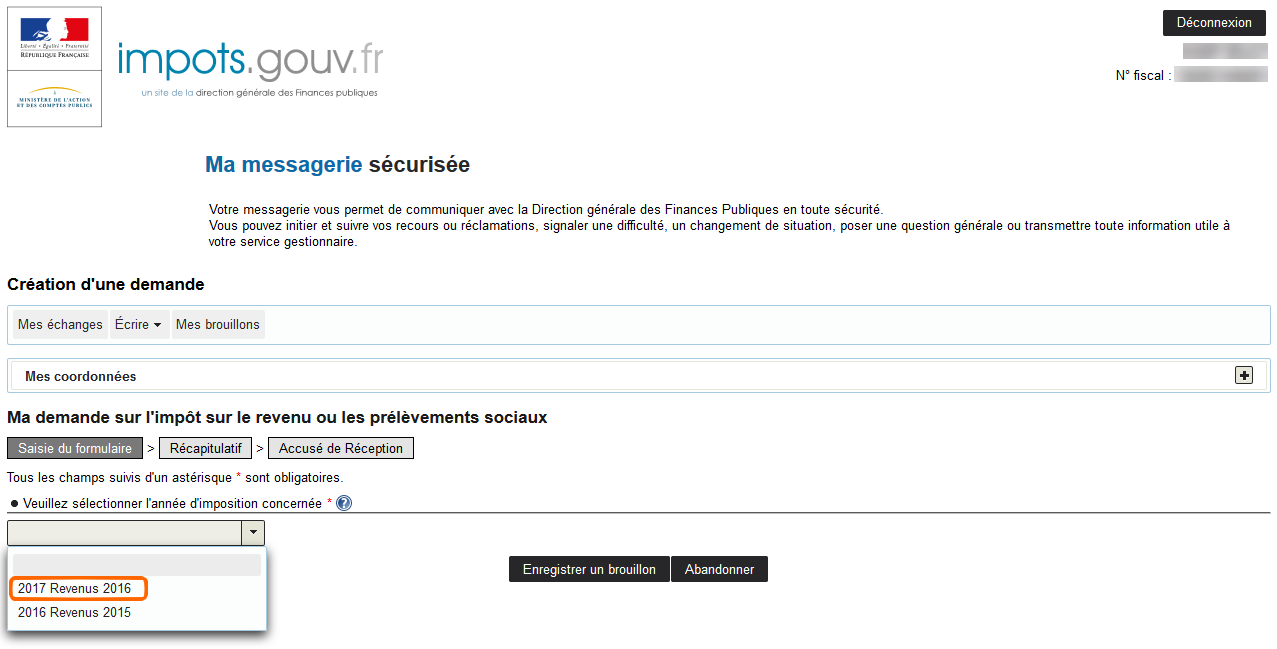 Liberté • Égalité • Fraternité
RÉPUBLIQUE FRANÇAISE
MINISTÈRE DE L'ACTION
ET DES COMPTES PUBLICS
impots.gouv.fr
un site de la direction générale des Finances publiques
Déconnexion
N° fiscal :
Ma messagerie sécurisée
Votre messagerie vous permet de communiquer avec la Direction générale des Finances Publiques en toute sécurité.
Vous pouvez initier et suivre vos recours ou réclamations, signaler une difficulté, un changement de situation, poser une question générale ou transmettre toute information utile à
votre service gestionnaire.
Création d'une demande
Mes échanges Écrire Mes brouillons
Mes coordonnées
Ma demande sur l'impôt sur le revenu ou les prélèvements sociaux
Saisie du formulaire > Récapitulatif > Accusé de Réception
Tous les champs suivis d'un astérisque * sont obligatoires.
● Veuillez sélectionner l'année d'imposition concernée * ?
Enregistrer un brouillon Abandonner
2017 Revenus 2016
2016 Revenus 2015